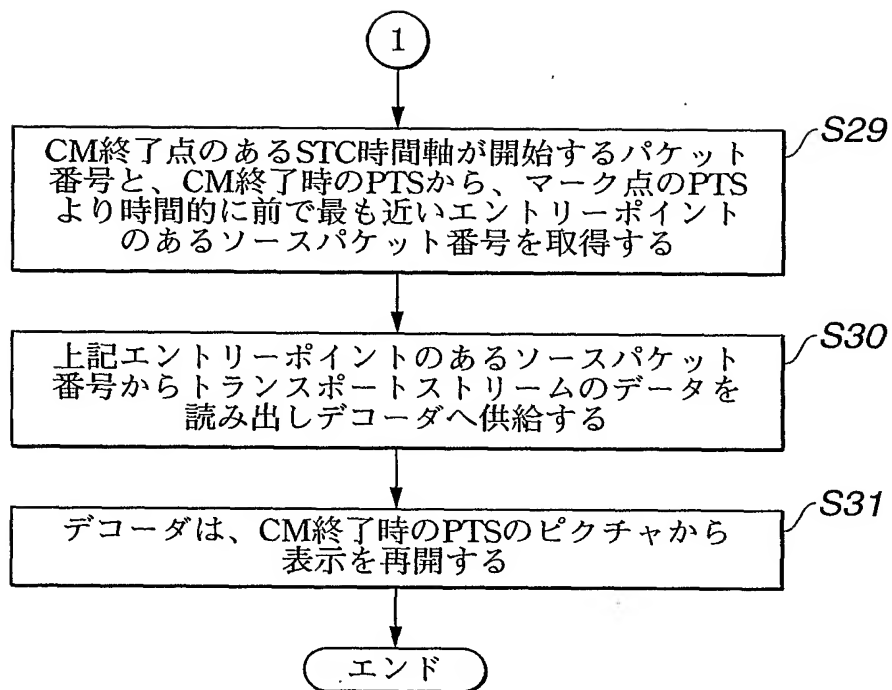 1
S29
CM終了点のあるSTC時間軸が開始するパケット
番号と、CM終了時のPTSから、マーク点のPTS
より時間的に前で最も近いエントリーポイント
のあるソースパケット番号を取得する
S30
上記エントリーポイントのあるソースパケット
番号からトランスポートストリームのデータを
読み出しデコーダへ供給する
S31
デコーダは、CM終了時のPTSのピクチャから
表示を再開する
エンド